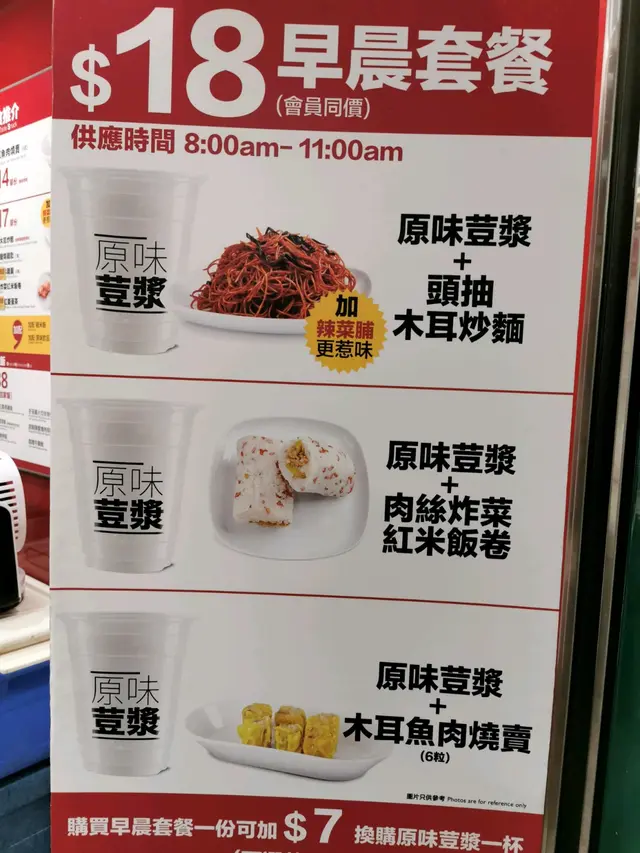 $18早晨套餐
(會員同價)
供應時間 8:00am- 11:00am
原味
荳漿
加
辣菜脯
更惹味
原味荳漿
+
頭抽
木耳炒麵
原味
荳漿
原味荳漿
+
肉絲炸菜
紅米飯卷
原味
荳漿
原味荳漿
+
木耳魚肉燒賣
(6粒)
圖片只供參考 Photos are for reference only
購買早晨套餐一份可加 $7 換購原味荳漿一杯